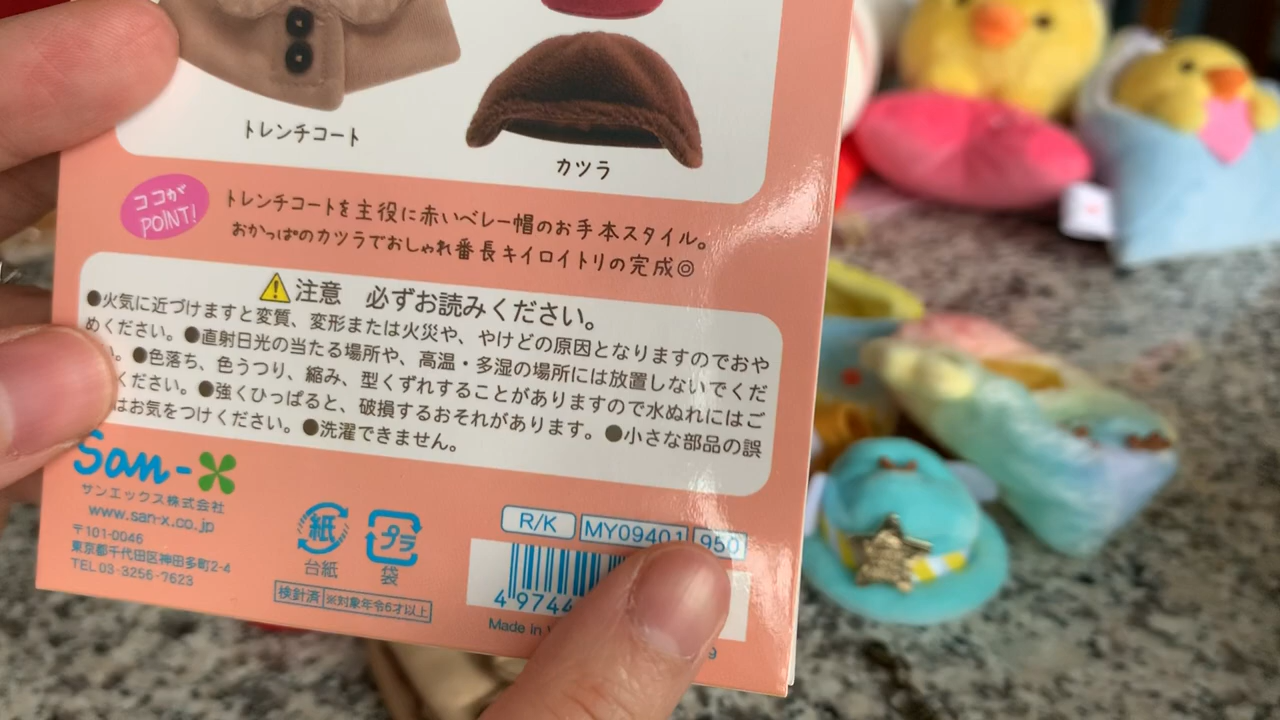 トレンチコート
カツラ
ココが
POINT!
トレンチコートを主役に赤いベレー帽のお手本スタイル。
おかっぱのカツラでおしゃれ番長キイロイトリの完成◎
注意 必ずお読みください。
●火気に近づけますと変質、変形または火災や、やけどの原因となりますのでおや
めください。●直射日光の当たる場所や、高温・多湿の場所には放置しないでくだ
。●色落ち、色うつり、縮み、型くずれすることがありますので水ぬれにはご
ください。●強くひっぱると、破損するおそれがあります。●小さな部品の誤
はお気をつけください。●洗濯できません。
San-X
サンエックス株式会社
www.san-x.co.jp
〒101-0046
東京都千代田区神田多町2-4
TEL 03-3256-7623
紙
台紙
プラ
袋
検針済 ※対象年令6才以上
R/K MY09401 950
49744
Made in
9